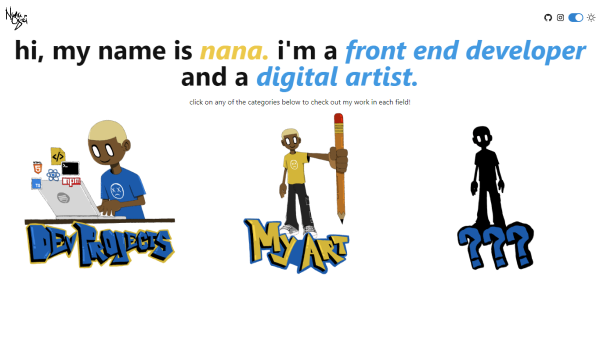 hi, my name is nana. i'm a front end developer
and a digital artist.
click on any of the categories below to check out my work in each field!
DEV PROJECTS
MY ART
???